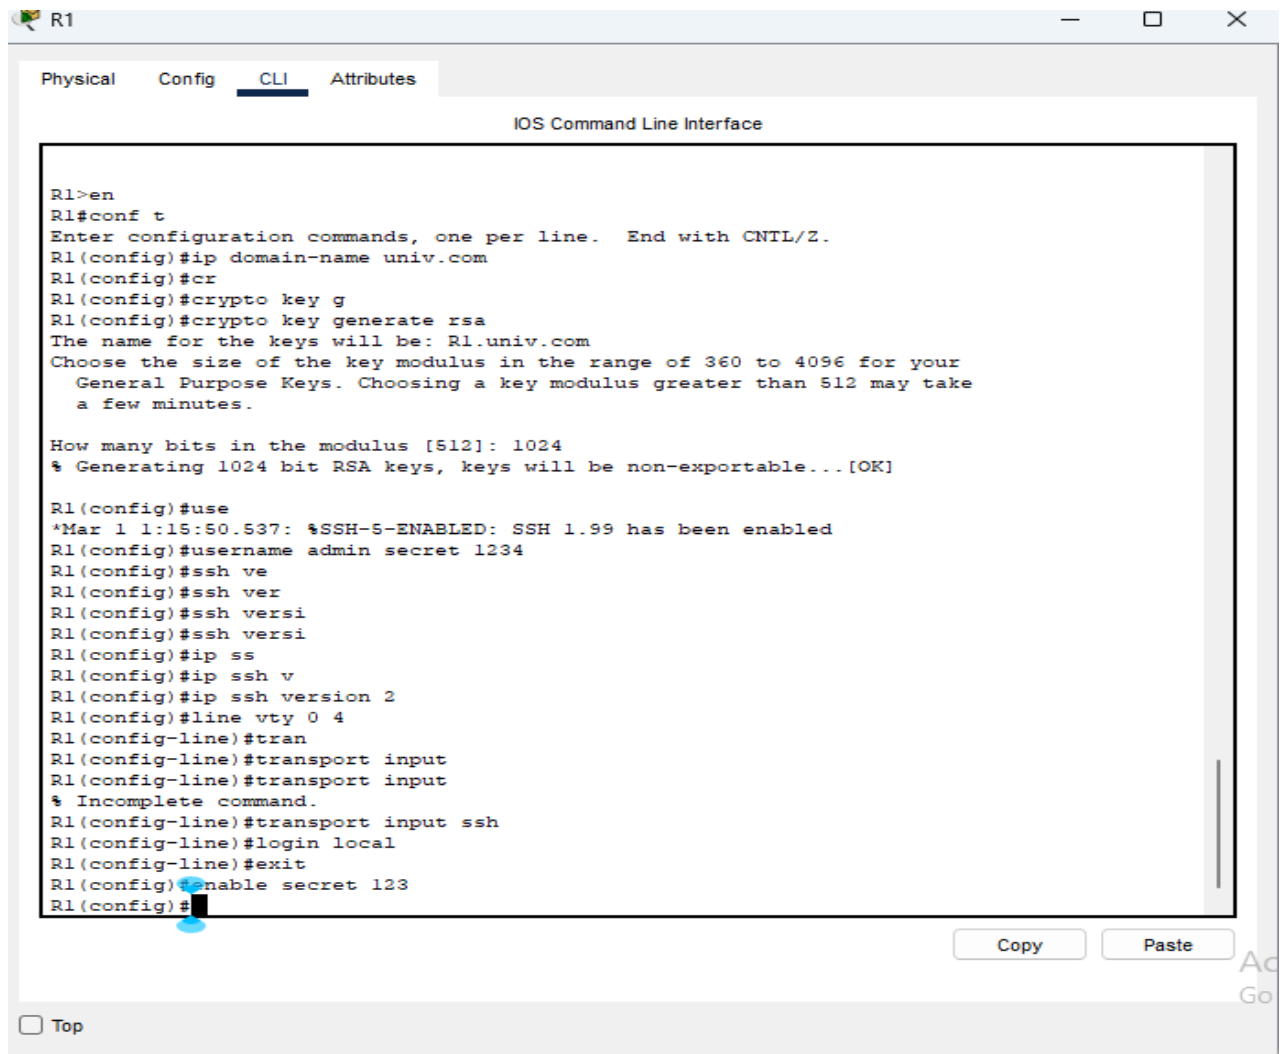 R1
Physical Config CLI Attributes
IOS Command Line Interface
R1>en
R1#conf t
Enter configuration commands, one per line.  End with CNTL/Z.
R1(config)#ip domain-name univ.com
R1(config)#cr
R1(config)#crypto key g
R1(config)#crypto key generate rsa
The name for the keys will be: R1.univ.com
Choose the size of the key modulus in the range of 360 to 4096 for your
  General Purpose Keys. Choosing a key modulus greater than 512 may take
  a few minutes.
How many bits in the modulus [512]: 1024
% Generating 1024 bit RSA keys, keys will be non-exportable...[OK]
R1(config)#use
*Mar 1 1:15:50.537: %SSH-5-ENABLED: SSH 1.99 has been enabled
R1(config)#username admin secret 1234
R1(config)#ssh ve
R1(config)#ssh ver
R1(config)#ssh versi
R1(config)#ssh versi
R1(config)#ip ss
R1(config)#ip ssh v
R1(config)#ip ssh version 2
R1(config)#line vty 0 4
R1(config-line)#tran
R1(config-line)#transport input
R1(config-line)#transport input
% Incomplete command.
R1(config-line)#transport input ssh
R1(config-line)#login local
R1(config-line)#exit
R1(config)#enable secret 123
R1(config)#
Copy Paste
Ac
Go
Top